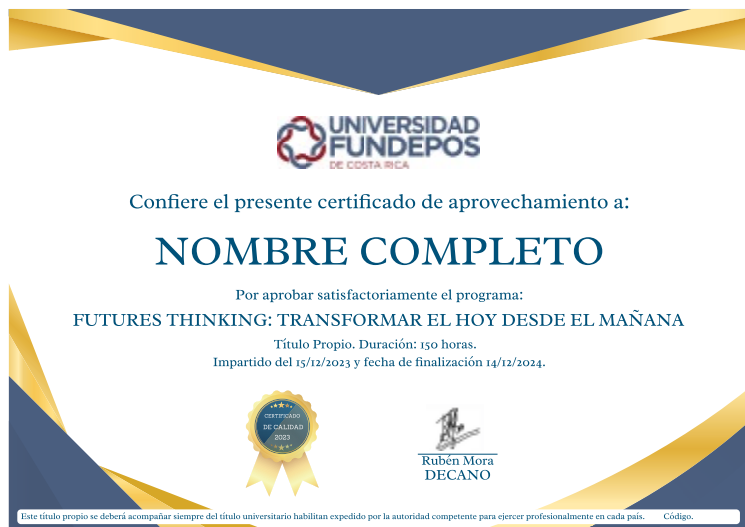 UNIVERSIDAD
FUNDEPOS
DE COSTA RICA
Confiere el presente certificado de aprovechamiento a:
NOMBRE COMPLETO
Por aprobar satisfactoriamente el programa:
FUTURES THINKING: TRANSFORMAR EL HOY DESDE EL MAÑANA
Título Propio. Duración: 150 horas.
Impartido del 15/12/2023 y fecha de finalización 14/12/2024.
CERTIFICADO
DE CALIDAD
2023
Rubén Mora
DECANO
Este título propio se deberá acompañar siempre del título universitario habilitan expedido por la autoridad competente para ejercer profesionalmente en cada país. Código.